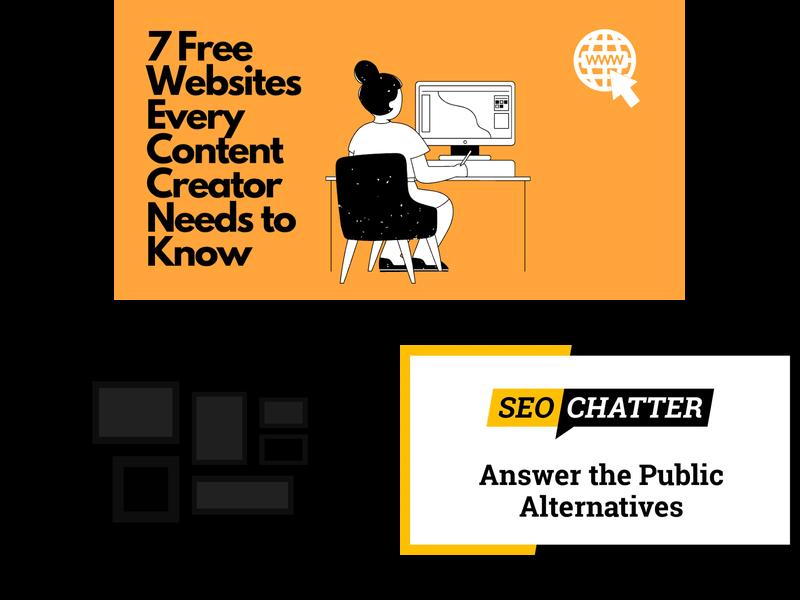 7 Free
Websites
Every
Content
Creator
Needs to
Know
WWW
SEO CHATTER
Answer the Public
Alternatives